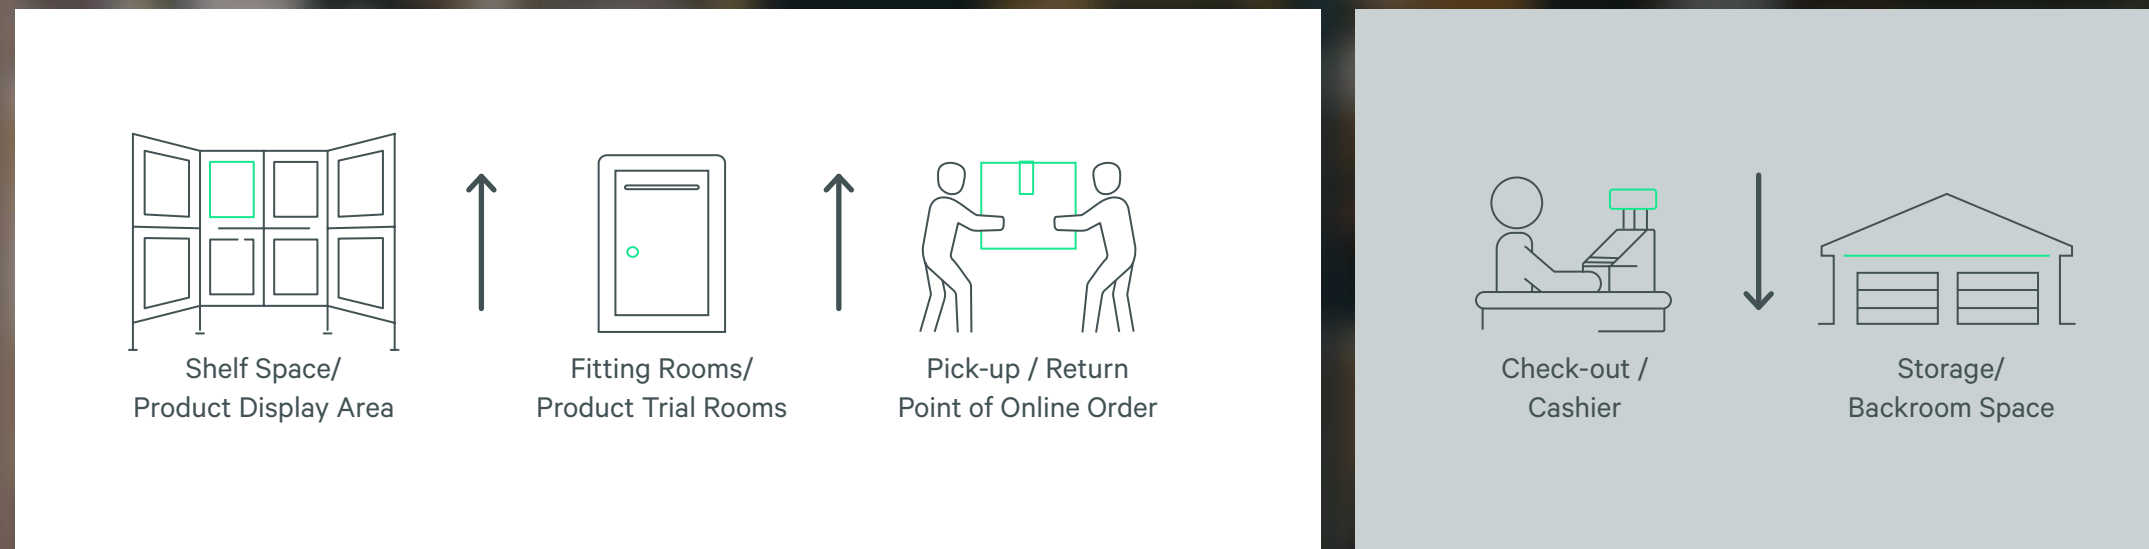 Shelf Space/
Product Display Area
Fitting Rooms/
Product Trial Rooms
Pick-up / Return
Point of Online Order
Check-out /
Cashier
Storage/
Backroom Space